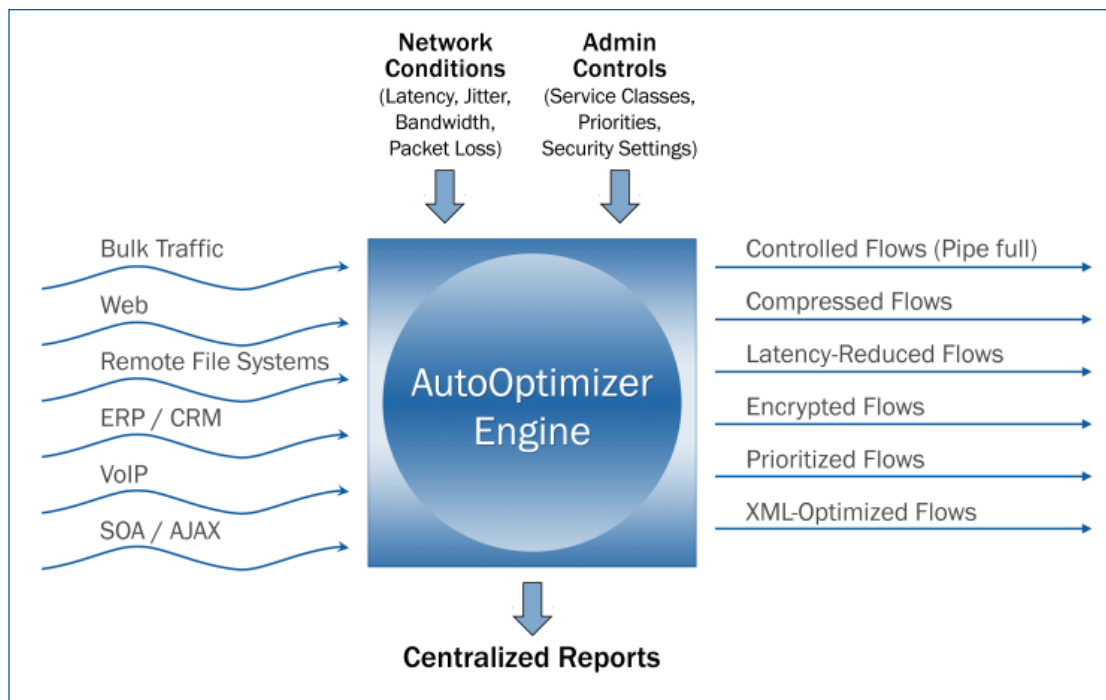 Network
Conditions
(Latency, Jitter,
Bandwidth,
Packet Loss)
Admin
Controls
(Service Classes,
Priorities,
Security Settings)
Bulk Traffic
Web
Remote File Systems
ERP / CRM
VoIP
SOA / AJAX
AutoOptimizer
Engine
Controlled Flows (Pipe full)
Compressed Flows
Latency-Reduced Flows
Encrypted Flows
Prioritized Flows
XML-Optimized Flows
Centralized Reports